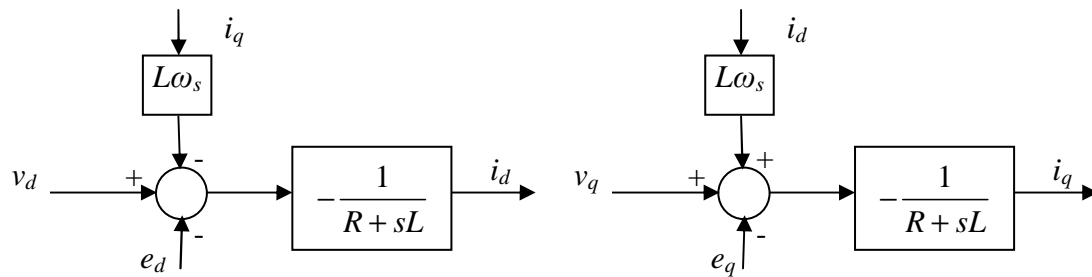 i_q
Lω_s
-
v_d
+
-
e_d
-1/(R + sL)
i_d
i_d
Lω_s
+
v_q
+
-
e_q
-1/(R + sL)
i_q